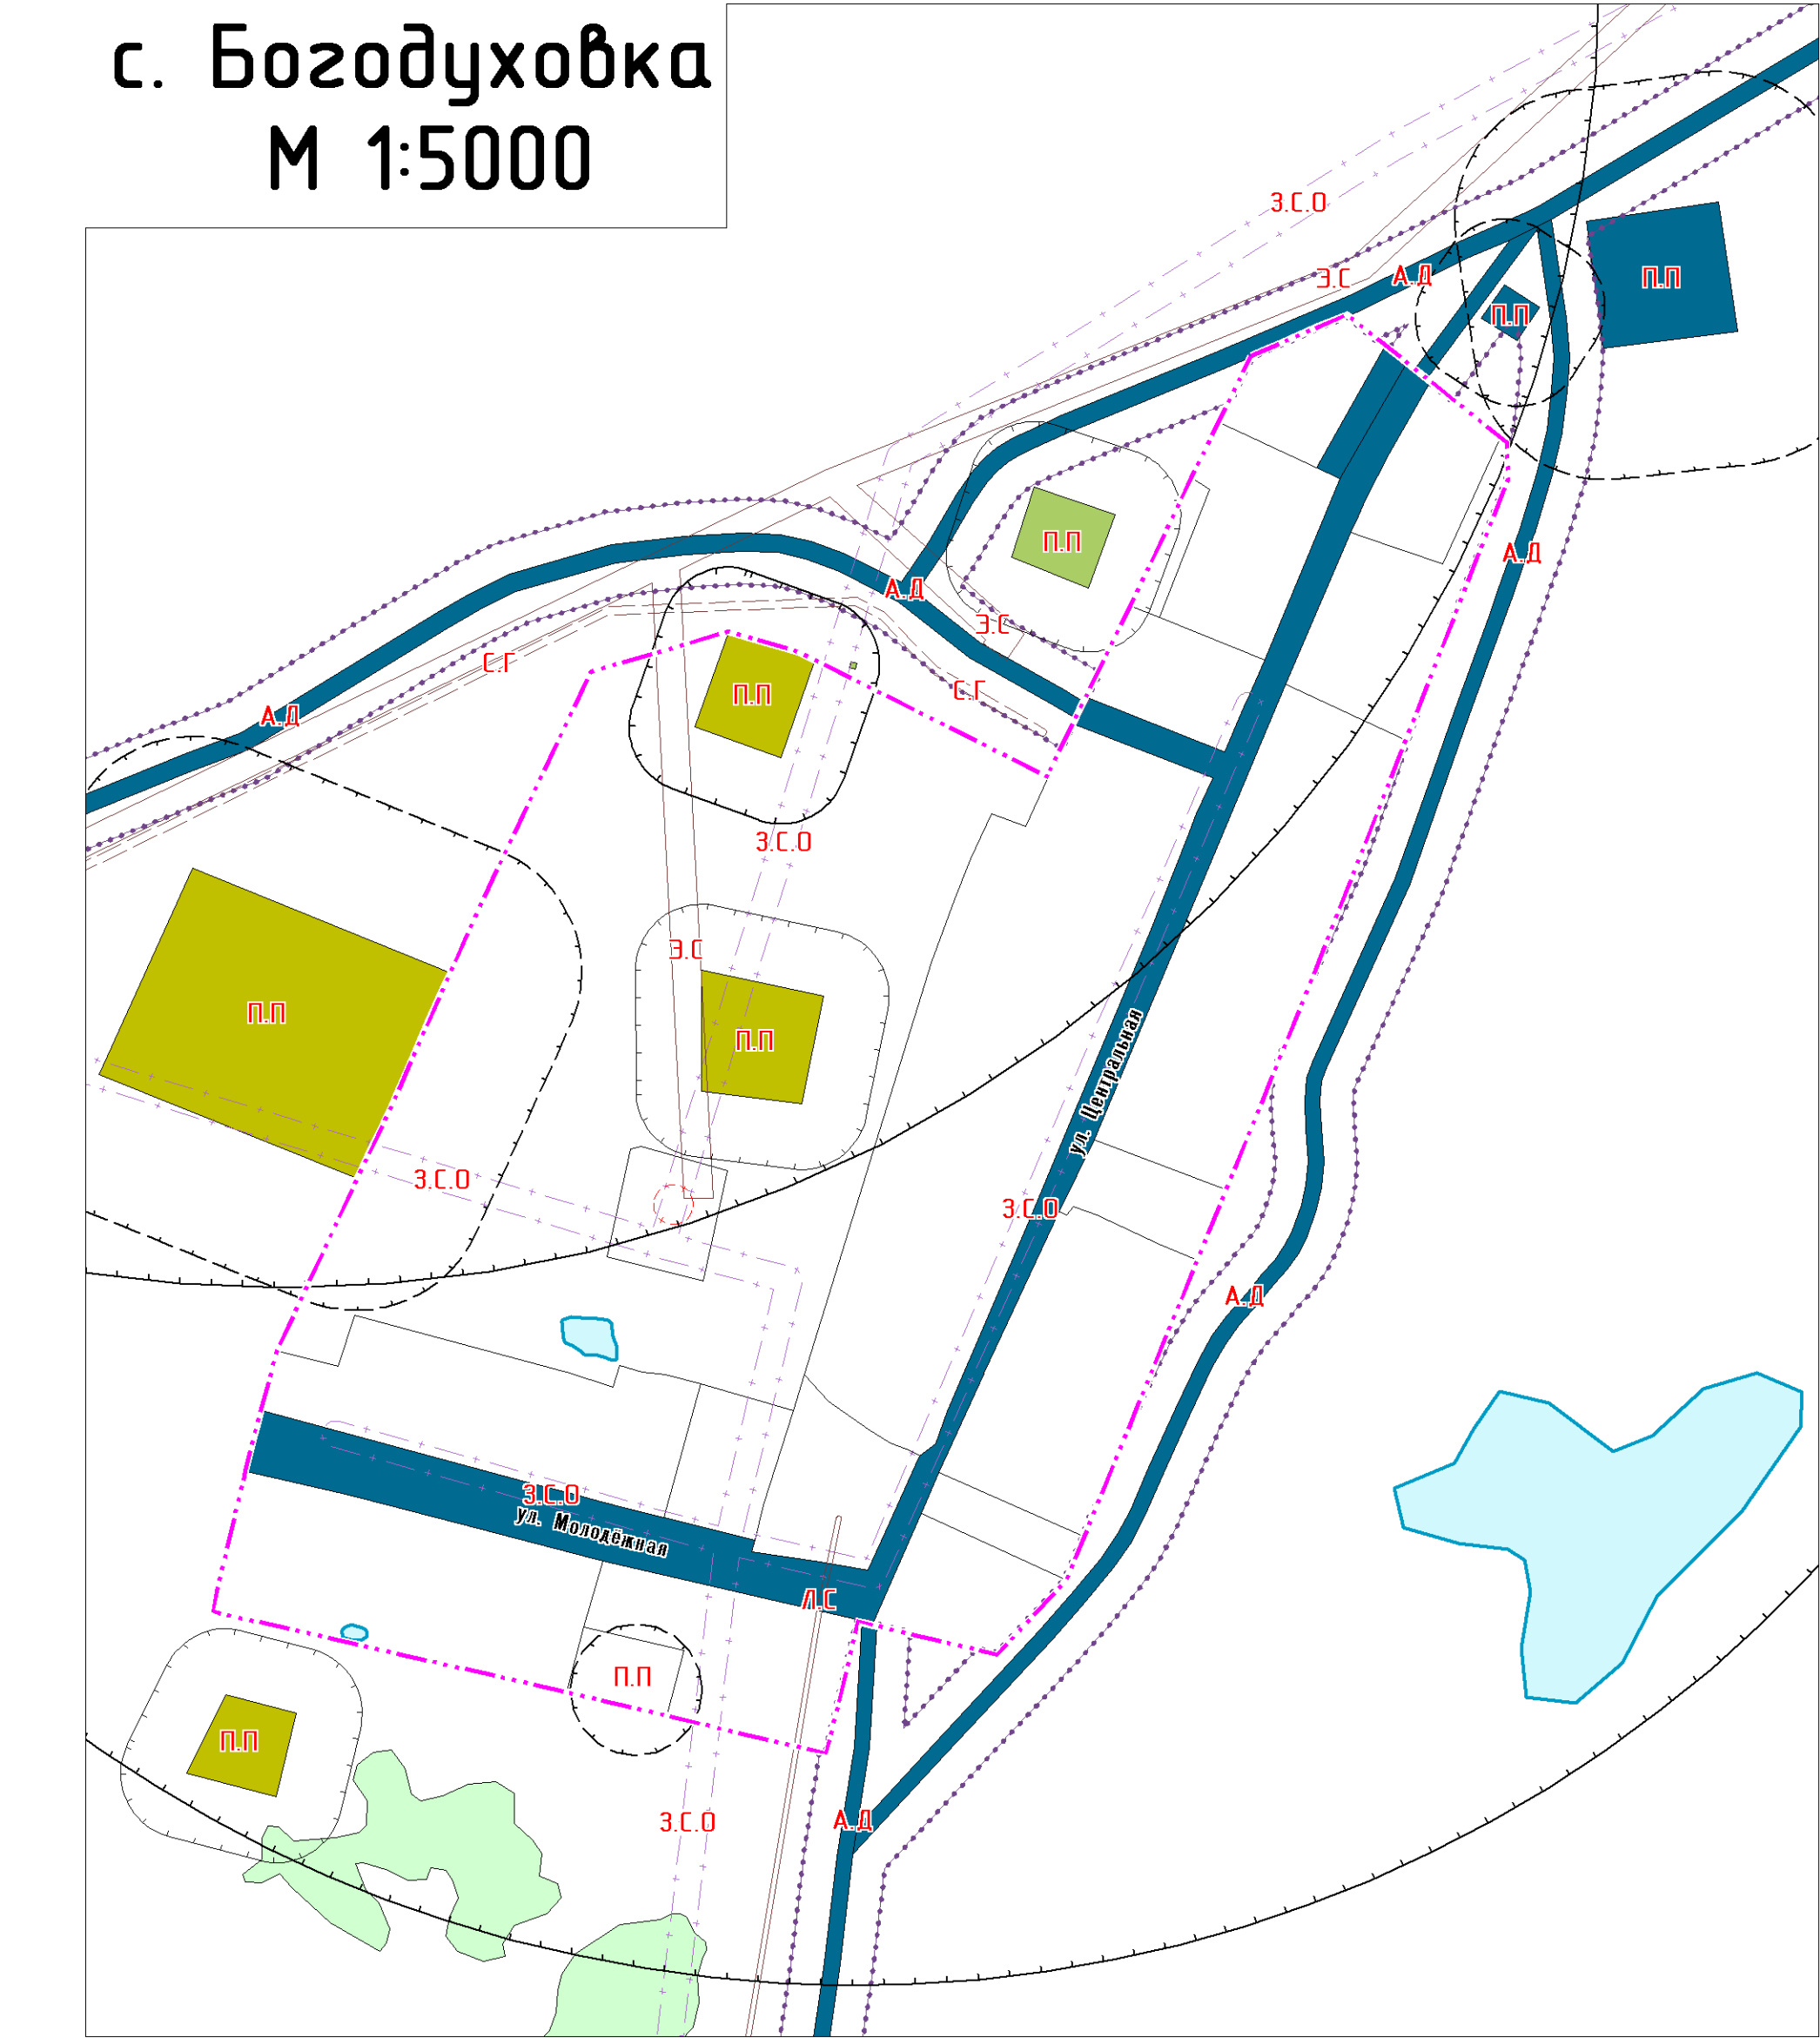 с. Богодуховка
М 1:5000
З.С.О
Э.С
А.Д
П.П
П.П
П.П
А.Д
А.Д
Э.С
С.Г
С.Г
П.П
А.Д
З.С.О
Э.С
П.П
П.П
ул. Центральная
З.С.О
З.С.О
А.Д
З.С.О
ул. Молодёжная
Л.С
П.П
П.П
З.С.О
А.Д